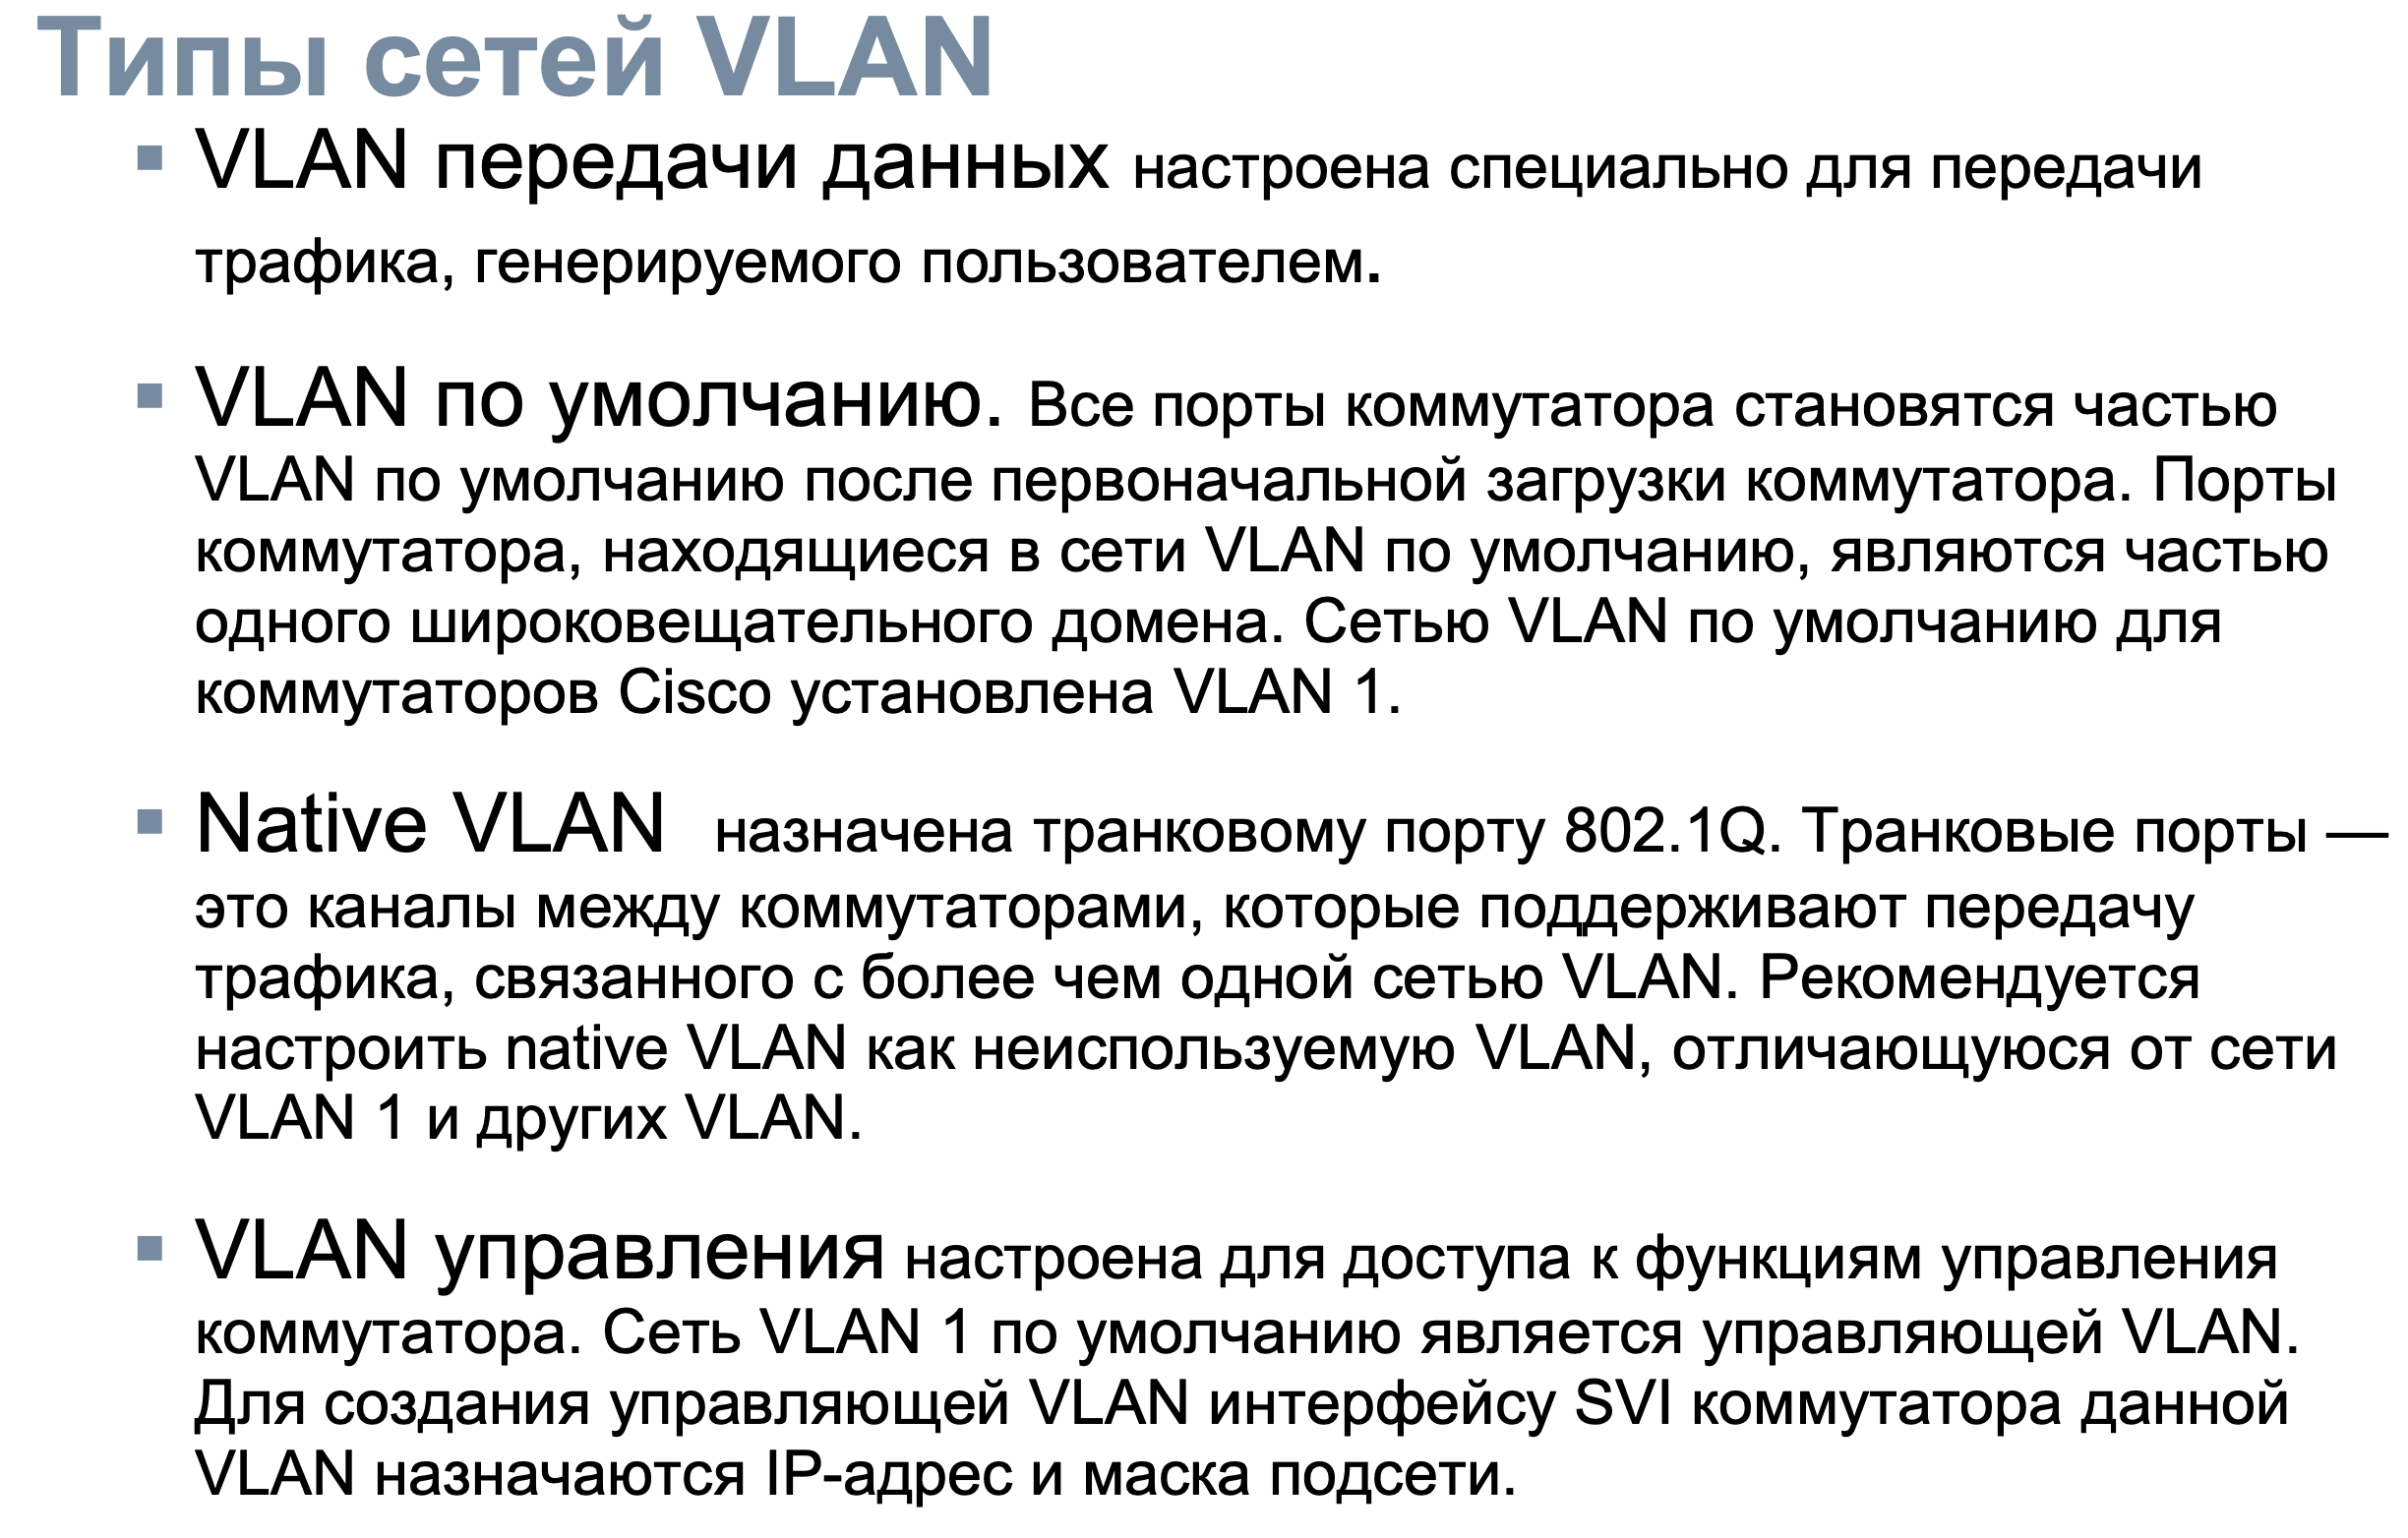 Типы сетей VLAN
▪ VLAN передачи данных настроена специально для передачи
трафика, генерируемого пользователем.
▪ VLAN по умолчанию. Все порты коммутатора становятся частью
VLAN по умолчанию после первоначальной загрузки коммутатора. Порты
коммутатора, находящиеся в сети VLAN по умолчанию, являются частью
одного широковещательного домена. Сетью VLAN по умолчанию для
коммутаторов Cisco установлена VLAN 1.
▪ Native VLAN назначена транковому порту 802.1Q. Транковые порты —
это каналы между коммутаторами, которые поддерживают передачу
трафика, связанного с более чем одной сетью VLAN. Рекомендуется
настроить native VLAN как неиспользуемую VLAN, отличающуюся от сети
VLAN 1 и других VLAN.
▪ VLAN управления настроена для доступа к функциям управления
коммутатора. Сеть VLAN 1 по умолчанию является управляющей VLAN.
Для создания управляющей VLAN интерфейсу SVI коммутатора данной
VLAN назначаются IP-адрес и маска подсети.